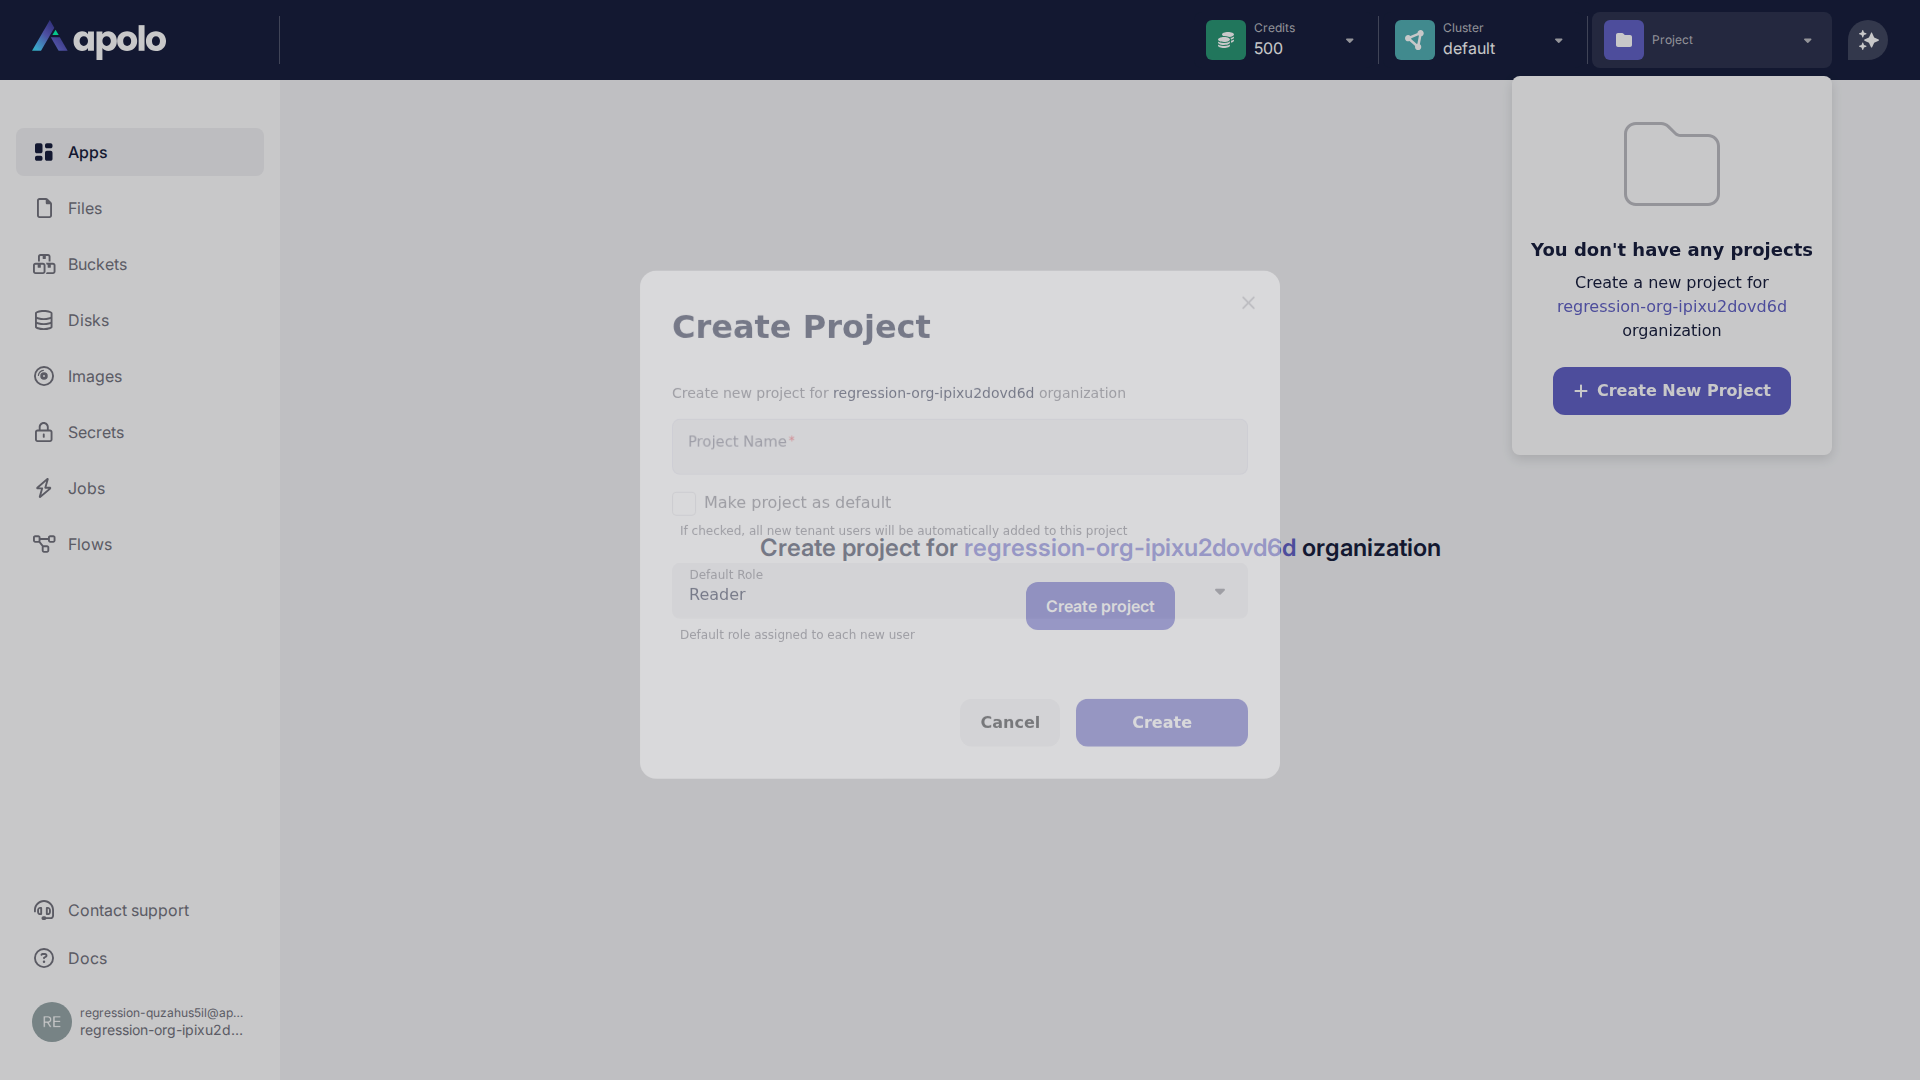 apolo
Credits
500
Cluster
default
Project
Apps
Files
Buckets
Disks
Images
Secrets
Jobs
Flows
Contact support
Docs
RE
regression-quzahus5il@ap...
regression-org-ipixu2d...
You don't have any projects
Create a new project for
regression-org-ipixu2dovd6d
organization
+ Create New Project
Create Project
Create new project for regression-org-ipixu2dovd6d organization
Project Name*
Make project as default
If checked, all new tenant users will be automatically added to this project
Create project for regression-org-ipixu2dovd6d organization
Default Role
Reader
Create project
Default role assigned to each new user
Cancel
Create